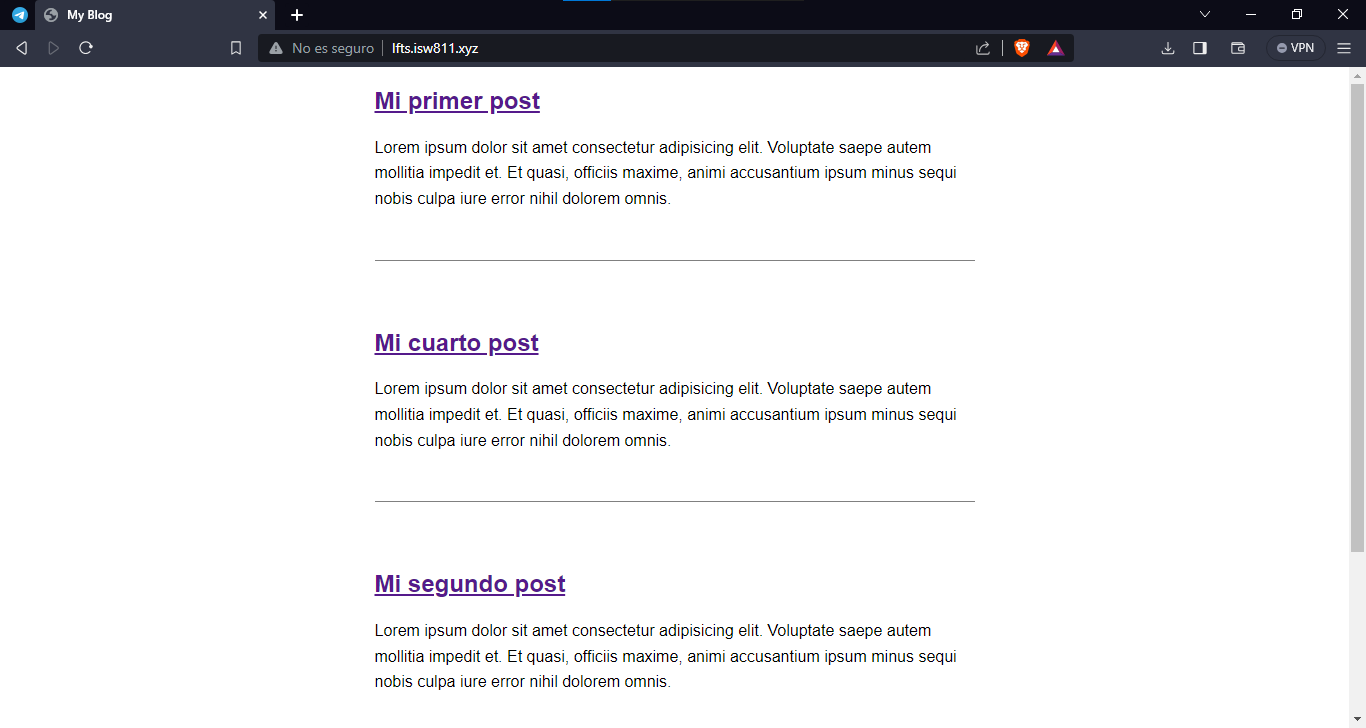 My Blog
No es seguro lfts.isw811.xyz
VPN
Mi primer post
Lorem ipsum dolor sit amet consectetur adipisicing elit. Voluptate saepe autem
mollitia impedit et. Et quasi, officiis maxime, animi accusantium ipsum minus sequi
nobis culpa iure error nihil dolorem omnis.
Mi cuarto post
Lorem ipsum dolor sit amet consectetur adipisicing elit. Voluptate saepe autem
mollitia impedit et. Et quasi, officiis maxime, animi accusantium ipsum minus sequi
nobis culpa iure error nihil dolorem omnis.
Mi segundo post
Lorem ipsum dolor sit amet consectetur adipisicing elit. Voluptate saepe autem
mollitia impedit et. Et quasi, officiis maxime, animi accusantium ipsum minus sequi
nobis culpa iure error nihil dolorem omnis.